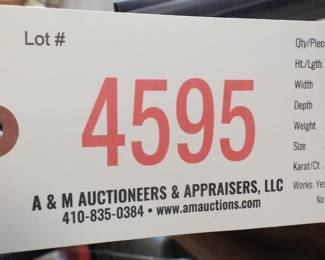 Lot #
4595
A & M AUCTIONEERS & APPRAISERS, LLC
410-835-0384 • www.amauctions.com
Qty/Piec
Ht./Lgth.
Width
Depth
Weight
Size
Karat/Ct
Works: Yes
No